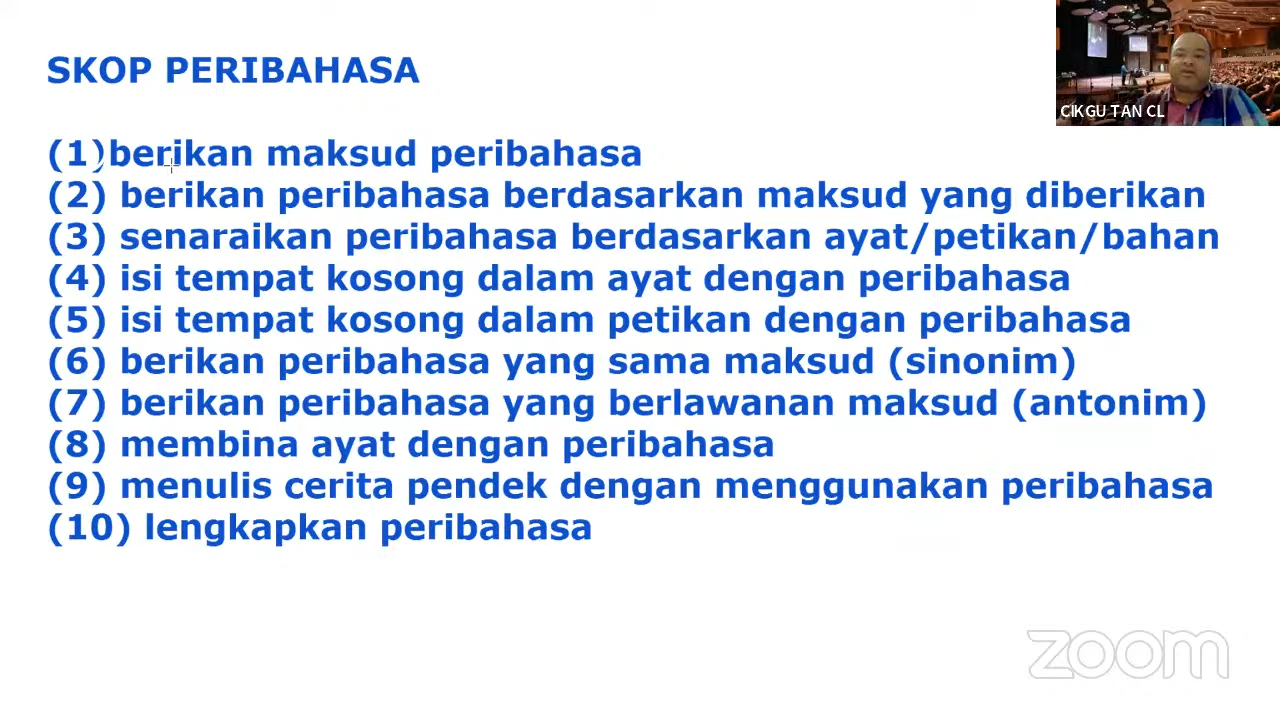 SKOP PERIBAHASA
CIKGU TAN CL
(1)berikan maksud peribahasa
(2) berikan peribahasa berdasarkan maksud yang diberikan
(3) senaraikan peribahasa berdasarkan ayat/petikan/bahan
(4) isi tempat kosong dalam ayat dengan peribahasa
(5) isi tempat kosong dalam petikan dengan peribahasa
(6) berikan peribahasa yang sama maksud (sinonim)
(7) berikan peribahasa yang berlawanan maksud (antonim)
(8) membina ayat dengan peribahasa
(9) menulis cerita pendek dengan menggunakan peribahasa
(10) lengkapkan peribahasa
zoom